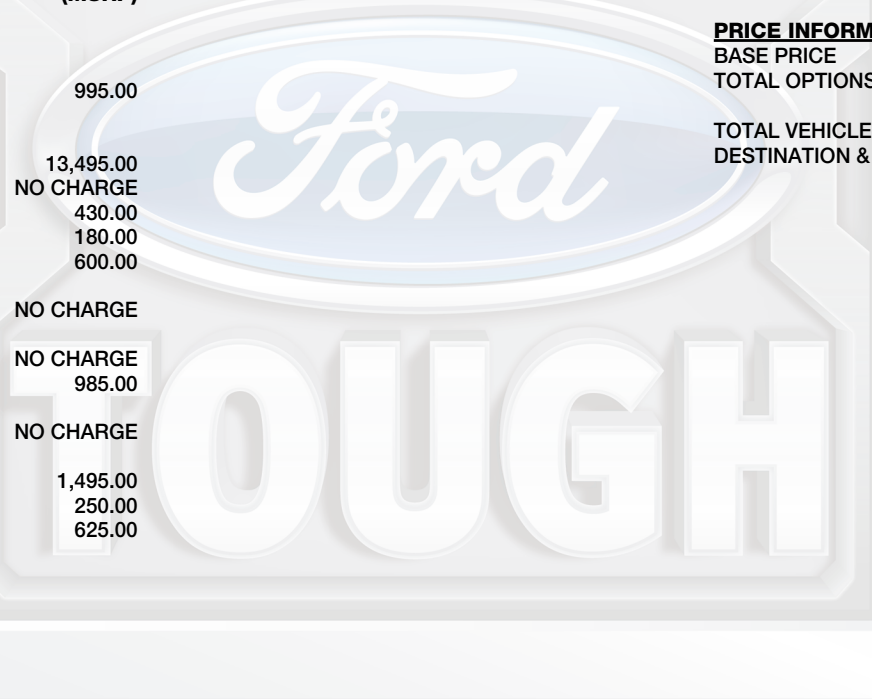 995.00
13,495.00
NO CHARGE
430.00
180.00
600.00
NO CHARGE
NO CHARGE
985.00
NO CHARGE
1,495.00
250.00
625.00
PRICE INFORM
BASE PRICE
TOTAL OPTIONS
TOTAL VEHICLE
DESTINATION &
Ford
TOUGH